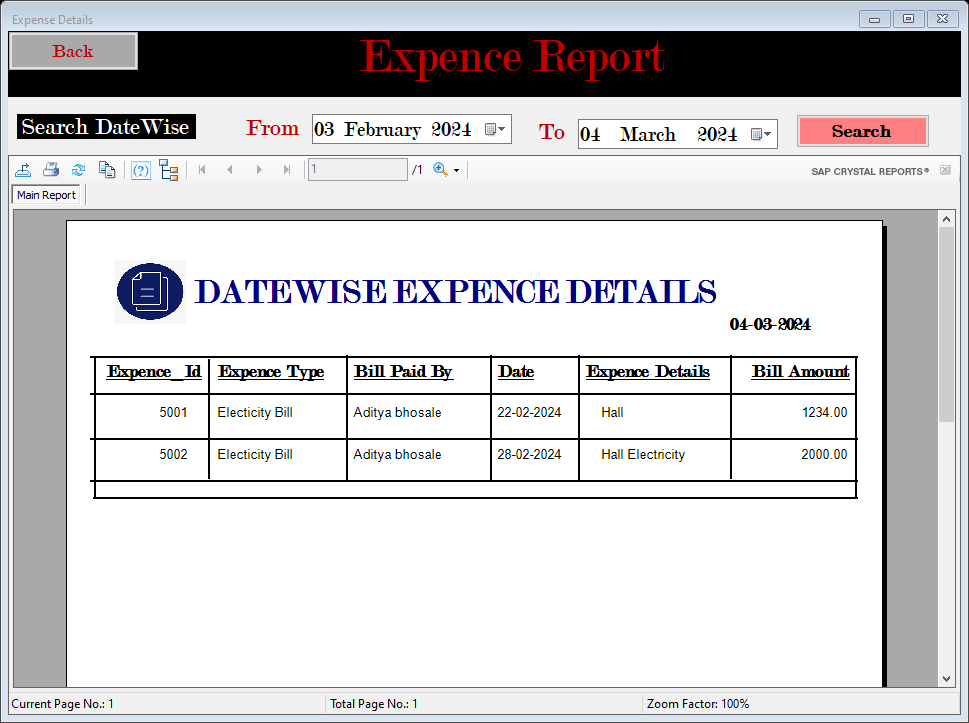 Expense Details
Back
Expence Report
Search DateWise From 03 February 2024 To 04 March 2024 Search
1 /1 SAP CRYSTAL REPORTS®
Main Report
DATEWISE EXPENCE DETAILS
04-03-2024
Expence_Id Expence Type Bill Paid By Date Expence Details Bill Amount
5001 Electicity Bill Aditya bhosale 22-02-2024 Hall 1234.00
5002 Electicity Bill Aditya bhosale 28-02-2024 Hall Electricity 2000.00
Current Page No.: 1 Total Page No.: 1 Zoom Factor: 100%